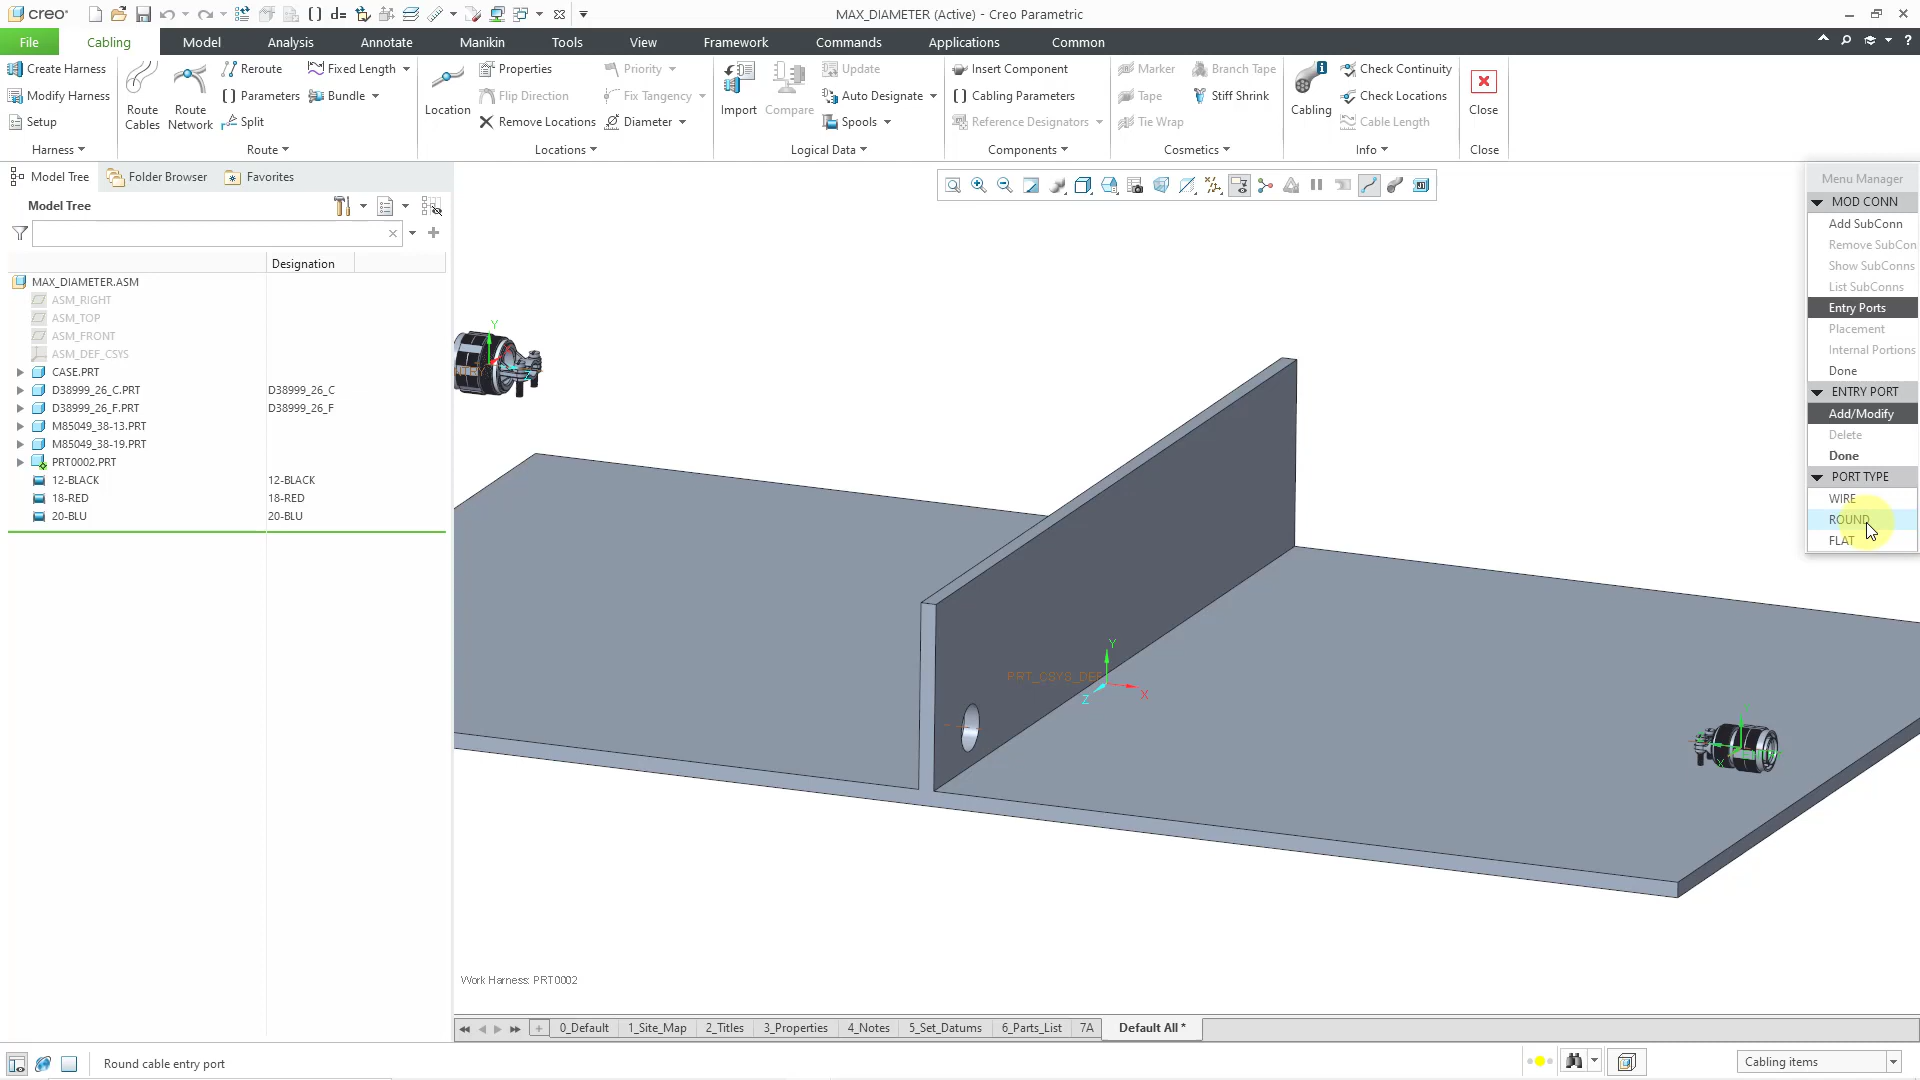 creo
MAX_DIAMETER (Active) - Creo Parametric
File
Cabling
Model
Analysis
Annotate
Manikin
Tools
View
Framework
Commands
Applications
Common
Create Harness
Modify Harness
Setup
Harness
Route Cables
Route Network
Reroute
Parameters
Split
Fixed Length
Bundle
Route
Location
Properties
Flip Direction
Remove Locations
Priority
Fix Tangency
Diameter
Locations
Import
Compare
Update
Auto Designate
Spools
Logical Data
Insert Component
Cabling Parameters
Reference Designators
Components
Marker
Tape
Tie Wrap
Branch Tape
Stiff Shrink
Cosmetics
Cabling
Check Continuity
Check Locations
Cable Length
Info
Close
Close
Model Tree
Folder Browser
Favorites
Model Tree
Designation
MAX_DIAMETER.ASM
ASM_RIGHT
ASM_TOP
ASM_FRONT
ASM_DEF_CSYS
CASE.PRT
D38999_26_C.PRT D38999_26_C
D38999_26_F.PRT D38999_26_F
M85049_38-13.PRT
M85049_38-19.PRT
PRT0002.PRT
12-BLACK 12-BLACK
18-RED 18-RED
20-BLU 20-BLU
Menu Manager
MOD CONN
Add SubConn
Remove SubCon
Show SubConns
List SubConns
Entry Ports
Placement
Internal Portions
Done
ENTRY PORT
Add/Modify
Delete
Done
PORT TYPE
WIRE
ROUND
FLAT
Y
Y
PRT_CSYS_DEF
Z
X
X
Work Harness: PRT0002
0_Default
1_Site_Map
2_Titles
3_Properties
4_Notes
5_Set_Datums
6_Parts_List
7A
Default All *
Round cable entry port
Cabling items